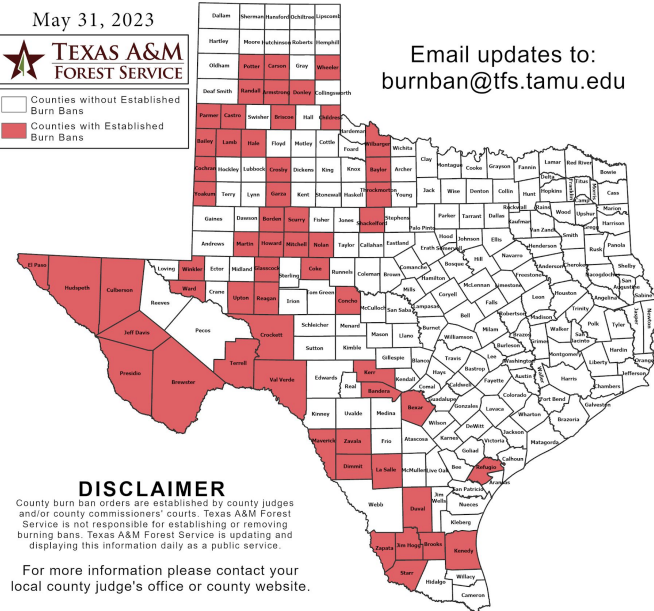 May 31, 2023
TEXAS A&M
FOREST SERVICE
Counties without Established
Burn Bans
Counties with Established
Burn Bans
Email updates to:
burnban@tfs.tamu.edu
Dallam Sherman Hansford Ochiltree Lipscomb
Hartley Moore Hutchinson Roberts Hemphill
Oldham Potter Carson Gray Wheeler
Deaf Smith Randall Armstrong Donley Collingsworth
Parmer Castro Swisher Briscoe Hall Childress
Hardeman
Bailey Lamb Hale Floyd Motley Cottle Foard Wilbarger Wichita
Clay Montague Cooke Grayson Fannin Lamar Red River Bowie
Cochran Hockley Lubbock Crosby Dickens King Knox Baylor Archer
Delta Titus Franklin Morris Cass Camp Marion
Jack Wise Denton Collin Hunt Hopkins
Yoakum Terry Lynn Garza Kent Stonewall Haskell Throckmorton Young
Rockwall Rains Wood Upshur Harrison Gregg
Gaines Dawson Borden Scurry Fisher Jones Shackelford Stephens Palo Pinto Parker Tarrant Dallas Kaufman Van Zandt Smith
Andrews Martin Howard Mitchell Nolan Taylor Callahan Eastland Erath Hood Somervell Johnson Ellis Henderson Rusk Panola
El Paso Hudspeth Culberson Loving Winkler Ector Midland Glasscock Sterling Coke Runnels Coleman Brown Comanche Bosque Hill Navarro Anderson Cherokee Shelby
Reeves Ward Crane Upton Reagan Irion Tom Green Concho McCulloch San Saba Mills Hamilton Coryell McLennan Limestone Freestone Leon Houston Nacogdoches San Augustine Sabine
Jeff Davis Pecos Crockett Schleicher Menard Mason Llano Lampasas Burnet Bell Falls Robertson Madison Trinity Angelina Polk Tyler Jasper Newton
Presidio Brewster Terrell Sutton Kimble Gillespie Blanco Williamson Milam Brazos Burleson Grimes Walker San Jacinto Hardin Orange
Val Verde Edwards Real Kerr Bandera Kendall Hays Travis Bastrop Lee Washington Montgomery Liberty Jefferson
Kinney Uvalde Medina Bexar Comal Guadalupe Caldwell Fayette Austin Waller Harris Chambers
Maverick Zavala Frio Atascosa Wilson Gonzales Lavaca Colorado Fort Bend Galveston
Dimmit La Salle McMullen Live Oak Karnes DeWitt Victoria Jackson Wharton Brazoria Matagorda
Goliad Bee Refugio Calhoun Aransas San Patricio
Webb Duval Jim Wells Nueces
Kleberg
Zapata Jim Hogg Brooks Kenedy
Starr Hidalgo Willacy
Cameron
DISCLAIMER
County burn ban orders are established by county judges
and/or county commissioners' courts. Texas A&M Forest
Service is not responsible for establishing or removing
burning bans. Texas A&M Forest Service is updating and
displaying this information daily as a public service.
For more information please contact your
local county judge's office or county website.